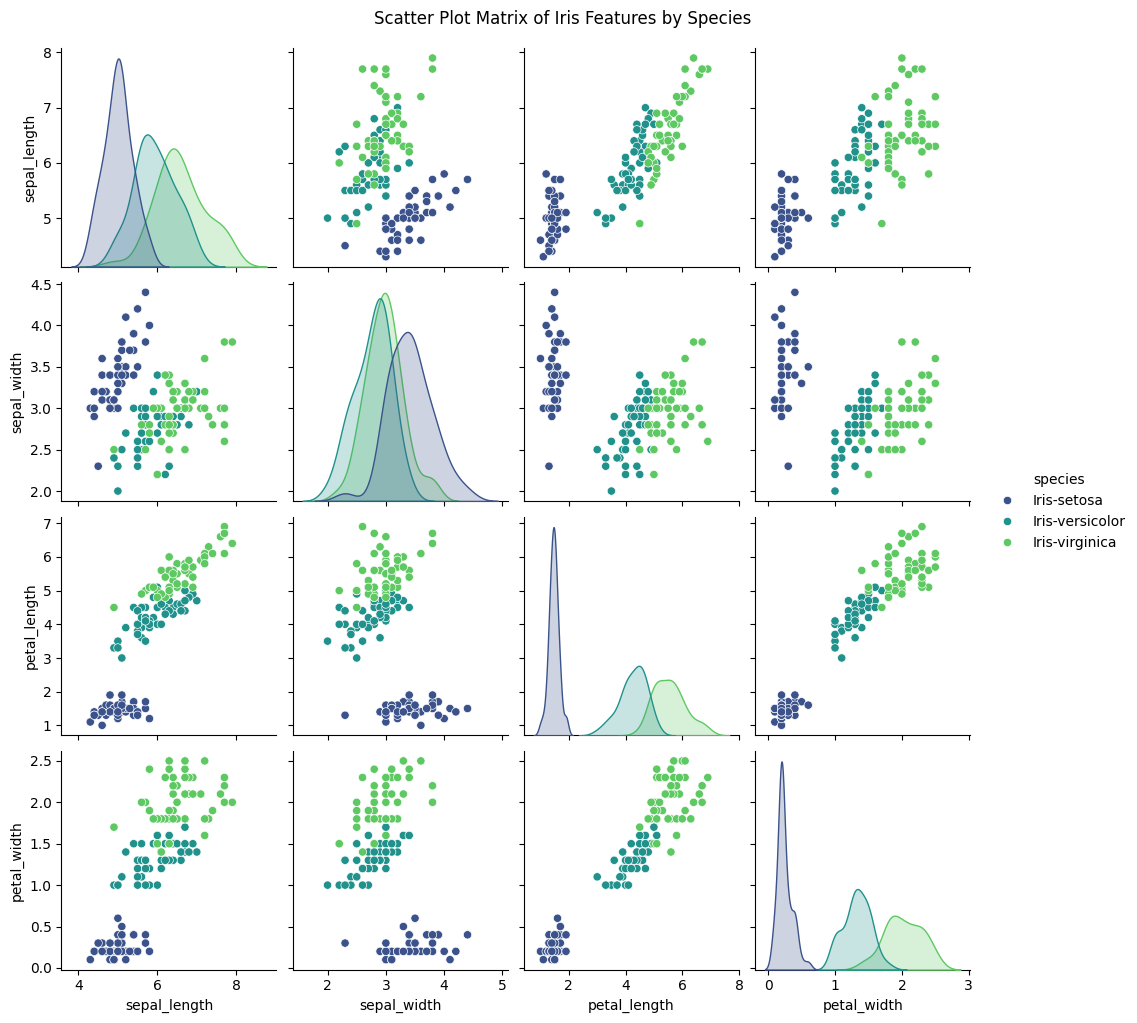 Scatter Plot Matrix of Iris Features by Species
8
7
6
5
sepal_length
4.5
4.0
3.5
3.0
2.5
2.0
sepal_width
species
Iris-setosa
Iris-versicolor
Iris-virginica
7
6
5
4
3
2
1
petal_length
2.5
2.0
1.5
1.0
0.5
0.0
petal_width
4 6 8
2 3 4 5
2 4 6 8
0 1 2 3
sepal_length
sepal_width
petal_length
petal_width